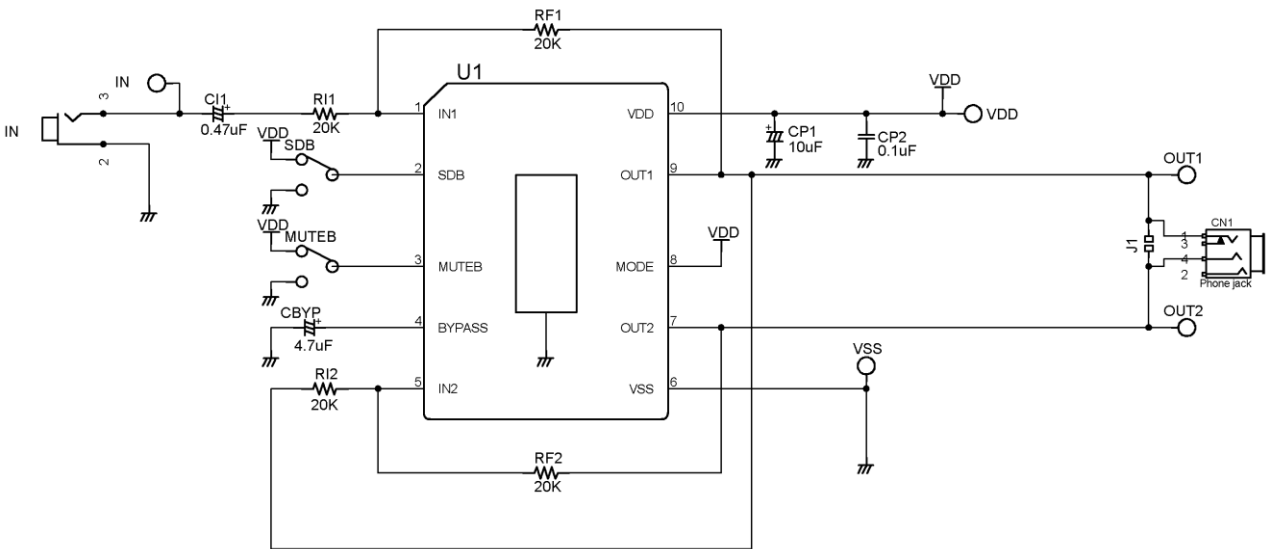 RF1
20K
IN
IN
3
2
CI1
+
0.47uF
RI1
20K
U1
1
IN1
VDD
10
VDD
VDD
+
CP1
10uF
CP2
0.1uF
VDD
SDB
2
SDB
OUT1
9
OUT1
VDD
MUTEB
3
MUTEB
MODE
8
VDD
J1
CN1
1
3
4
2
Phone jack
CBYP
+
4.7uF
4
BYPASS
OUT2
7
OUT2
RI2
20K
5
IN2
VSS
6
VSS
RF2
20K